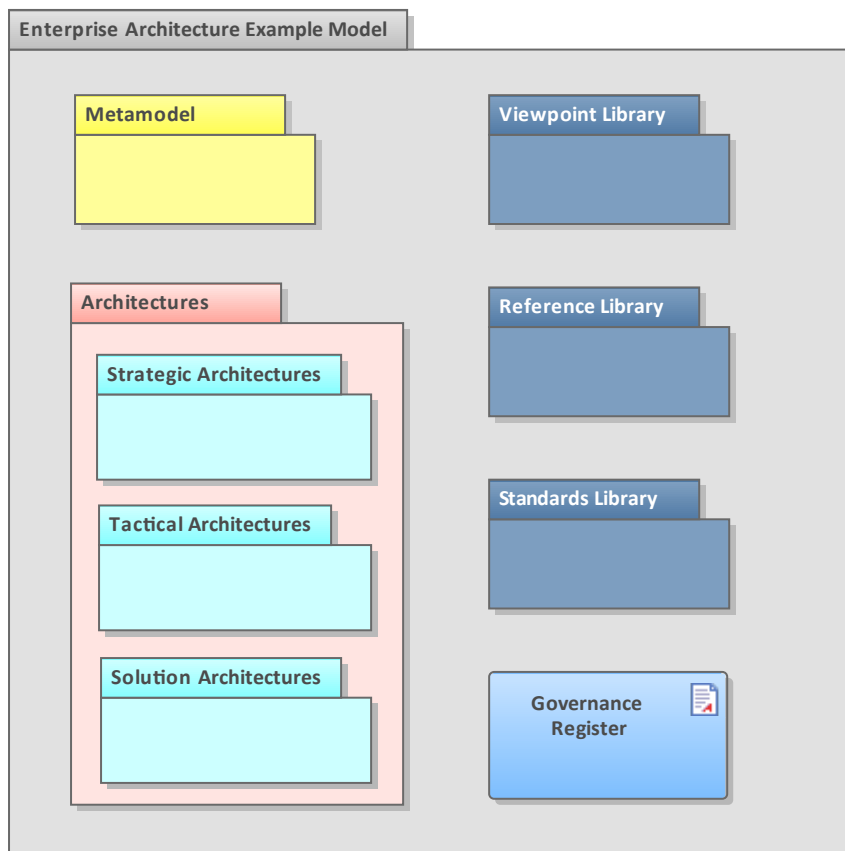 Enterprise Architecture Example Model
Metamodel
Viewpoint Library
Architectures
Reference Library
Strategic Architectures
Standards Library
Tactical Architectures
Solution Architectures
Governance
Register